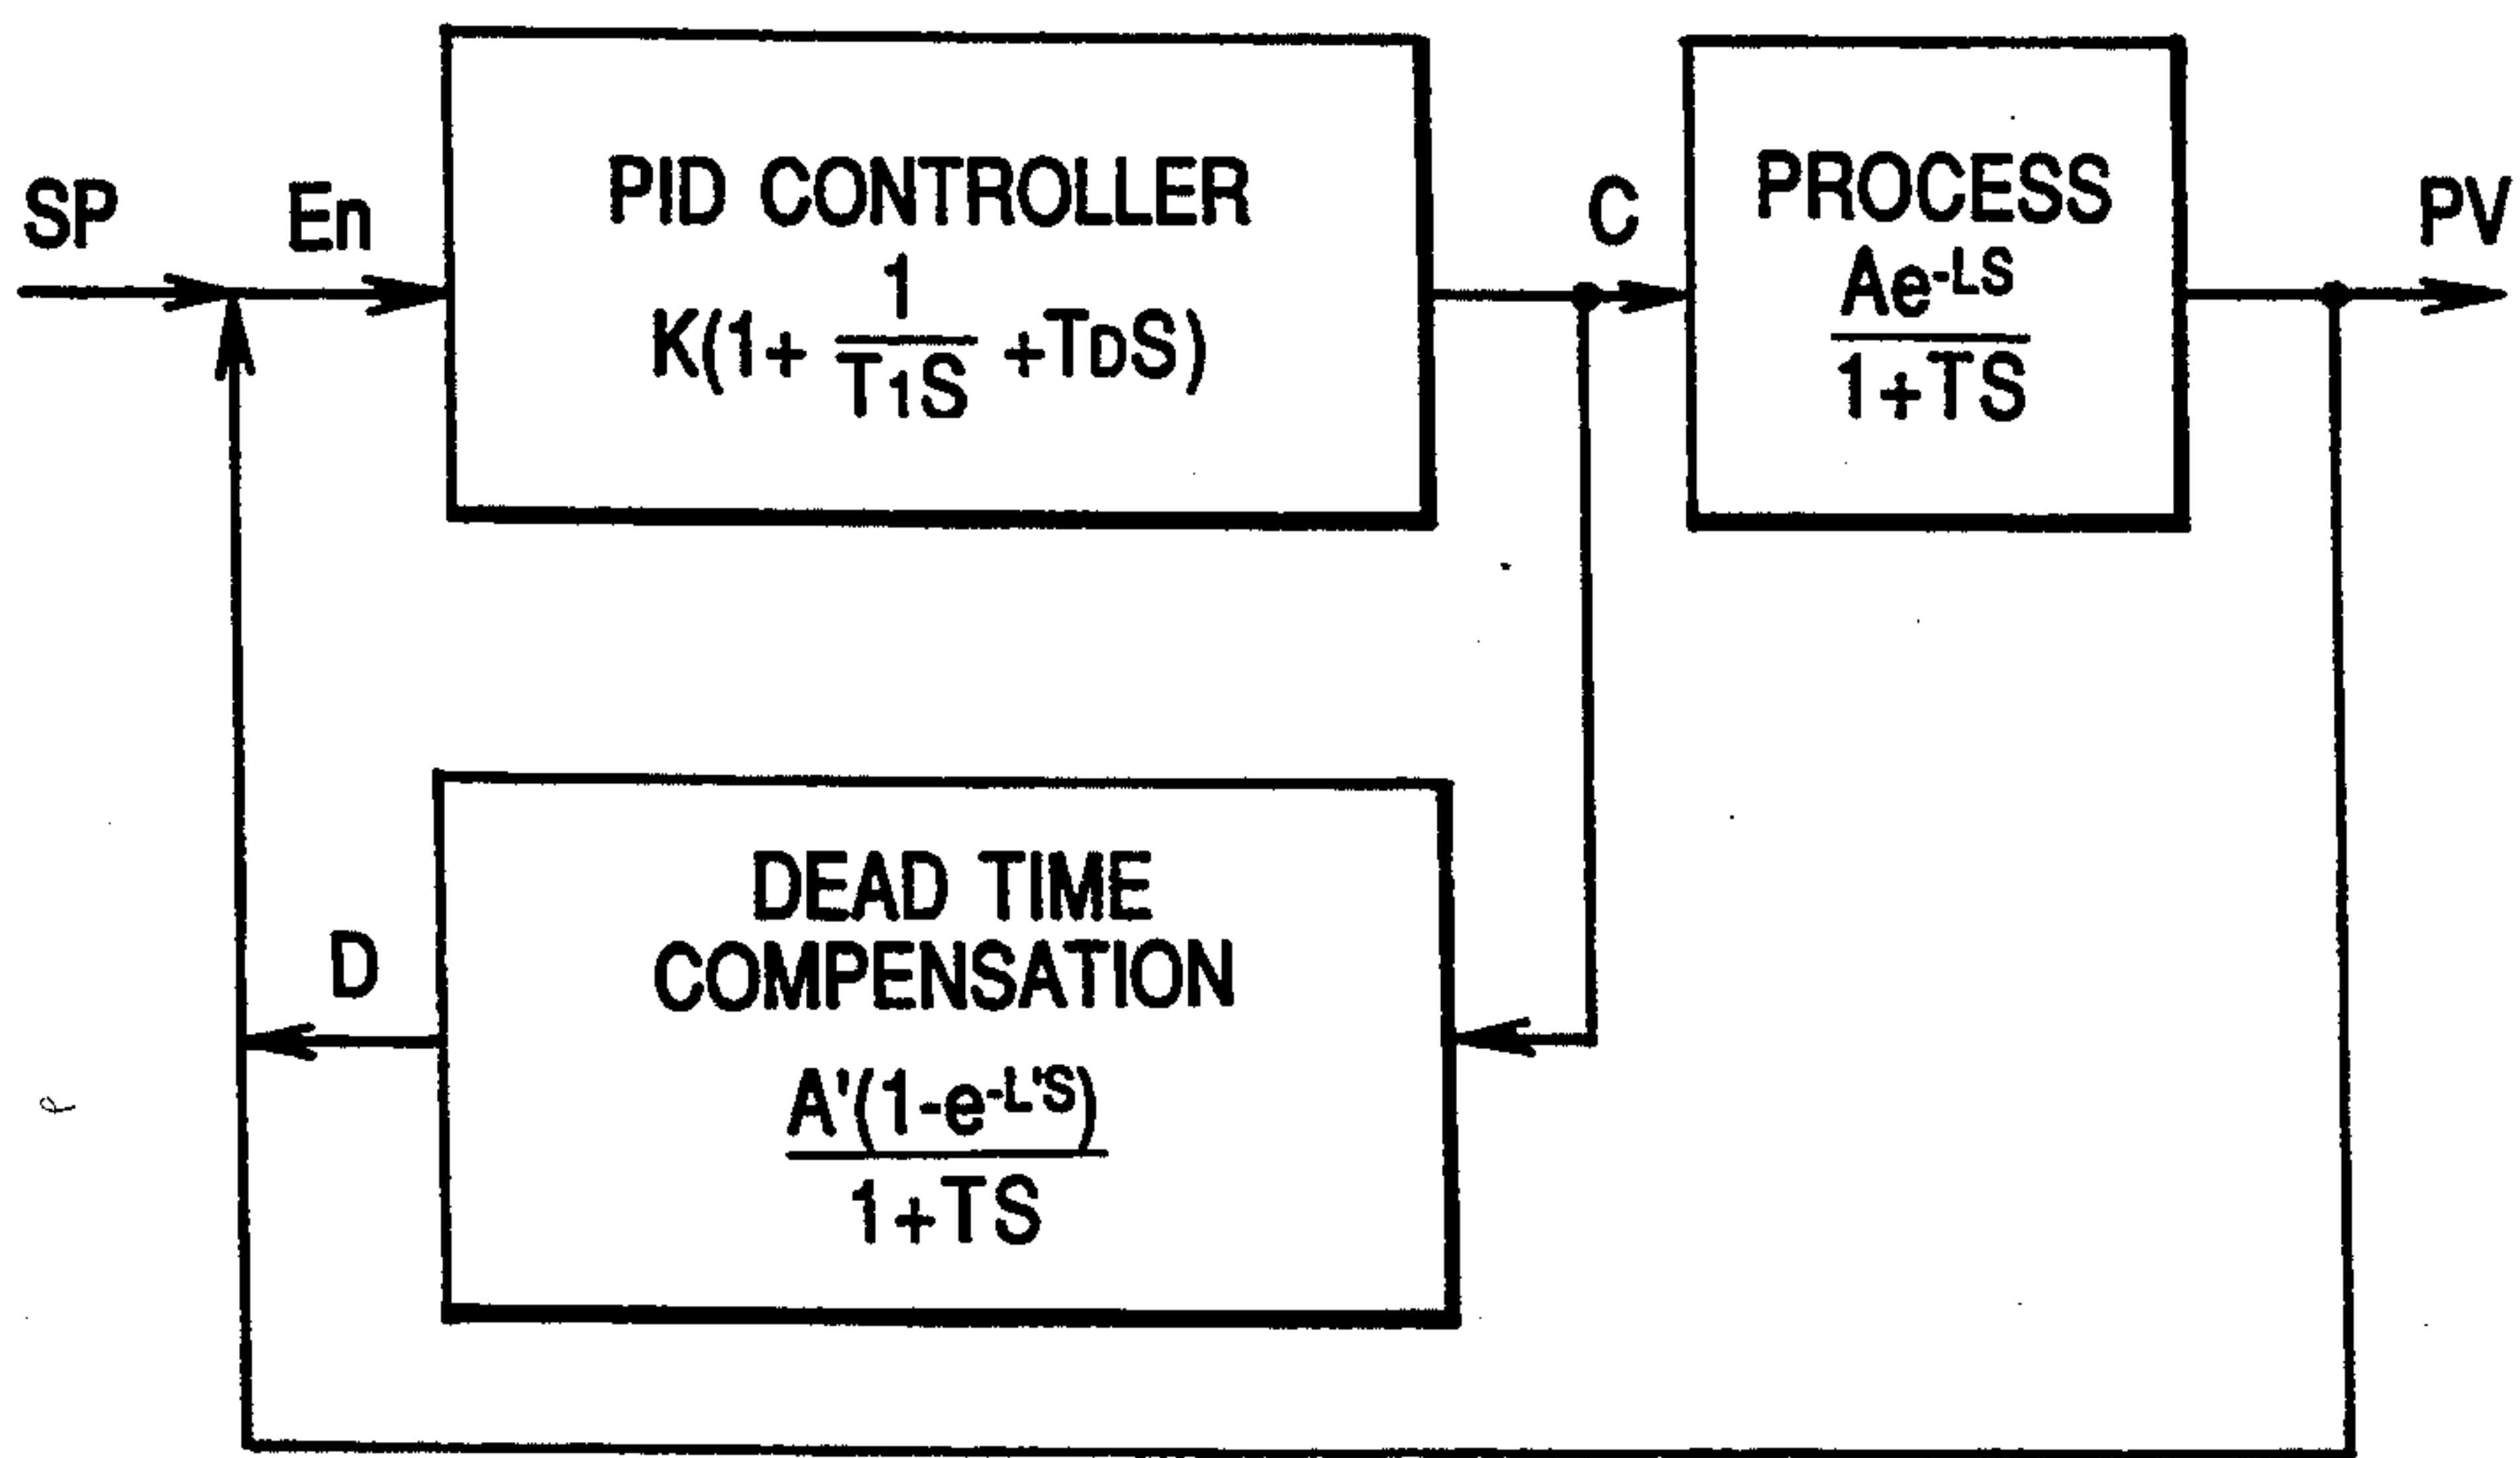 SP
En
PID CONTROLLER
K(1+ 1/T1S +TDS)
C
PROCESS
Ae-LS
1+TS
PV
D
DEAD TIME
COMPENSATION
A'(1-e-L'S)
1+TS